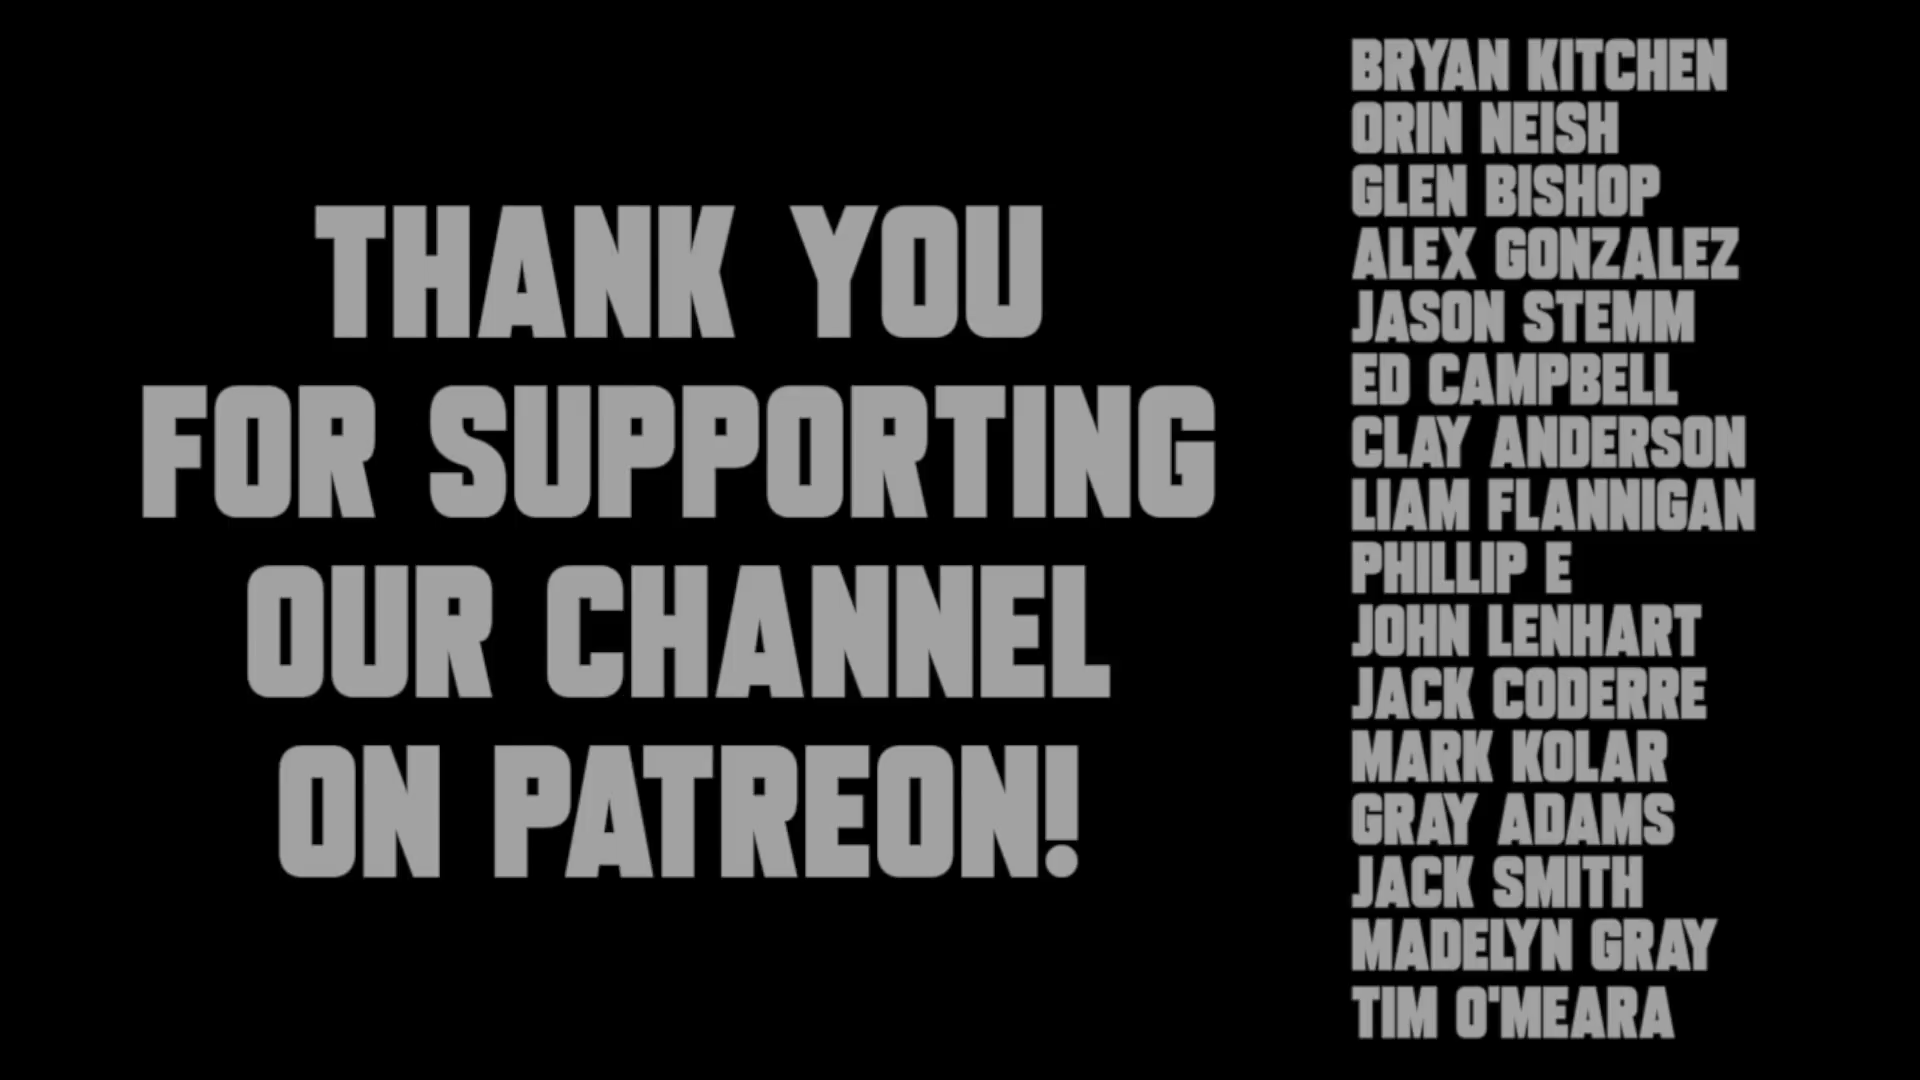 THANK YOU
FOR SUPPORTING
OUR CHANNEL
ON PATREON!
BRYAN KITCHEN
ORIN NEISH
GLEN BISHOP
ALEX GONZALEZ
JASON STEMM
ED CAMPBELL
CLAY ANDERSON
LIAM FLANNIGAN
PHILLIP E
JOHN LENHART
JACK CODERRE
MARK KOLAR
GRAY ADAMS
JACK SMITH
MADELYN GRAY
TIM O'MEARA